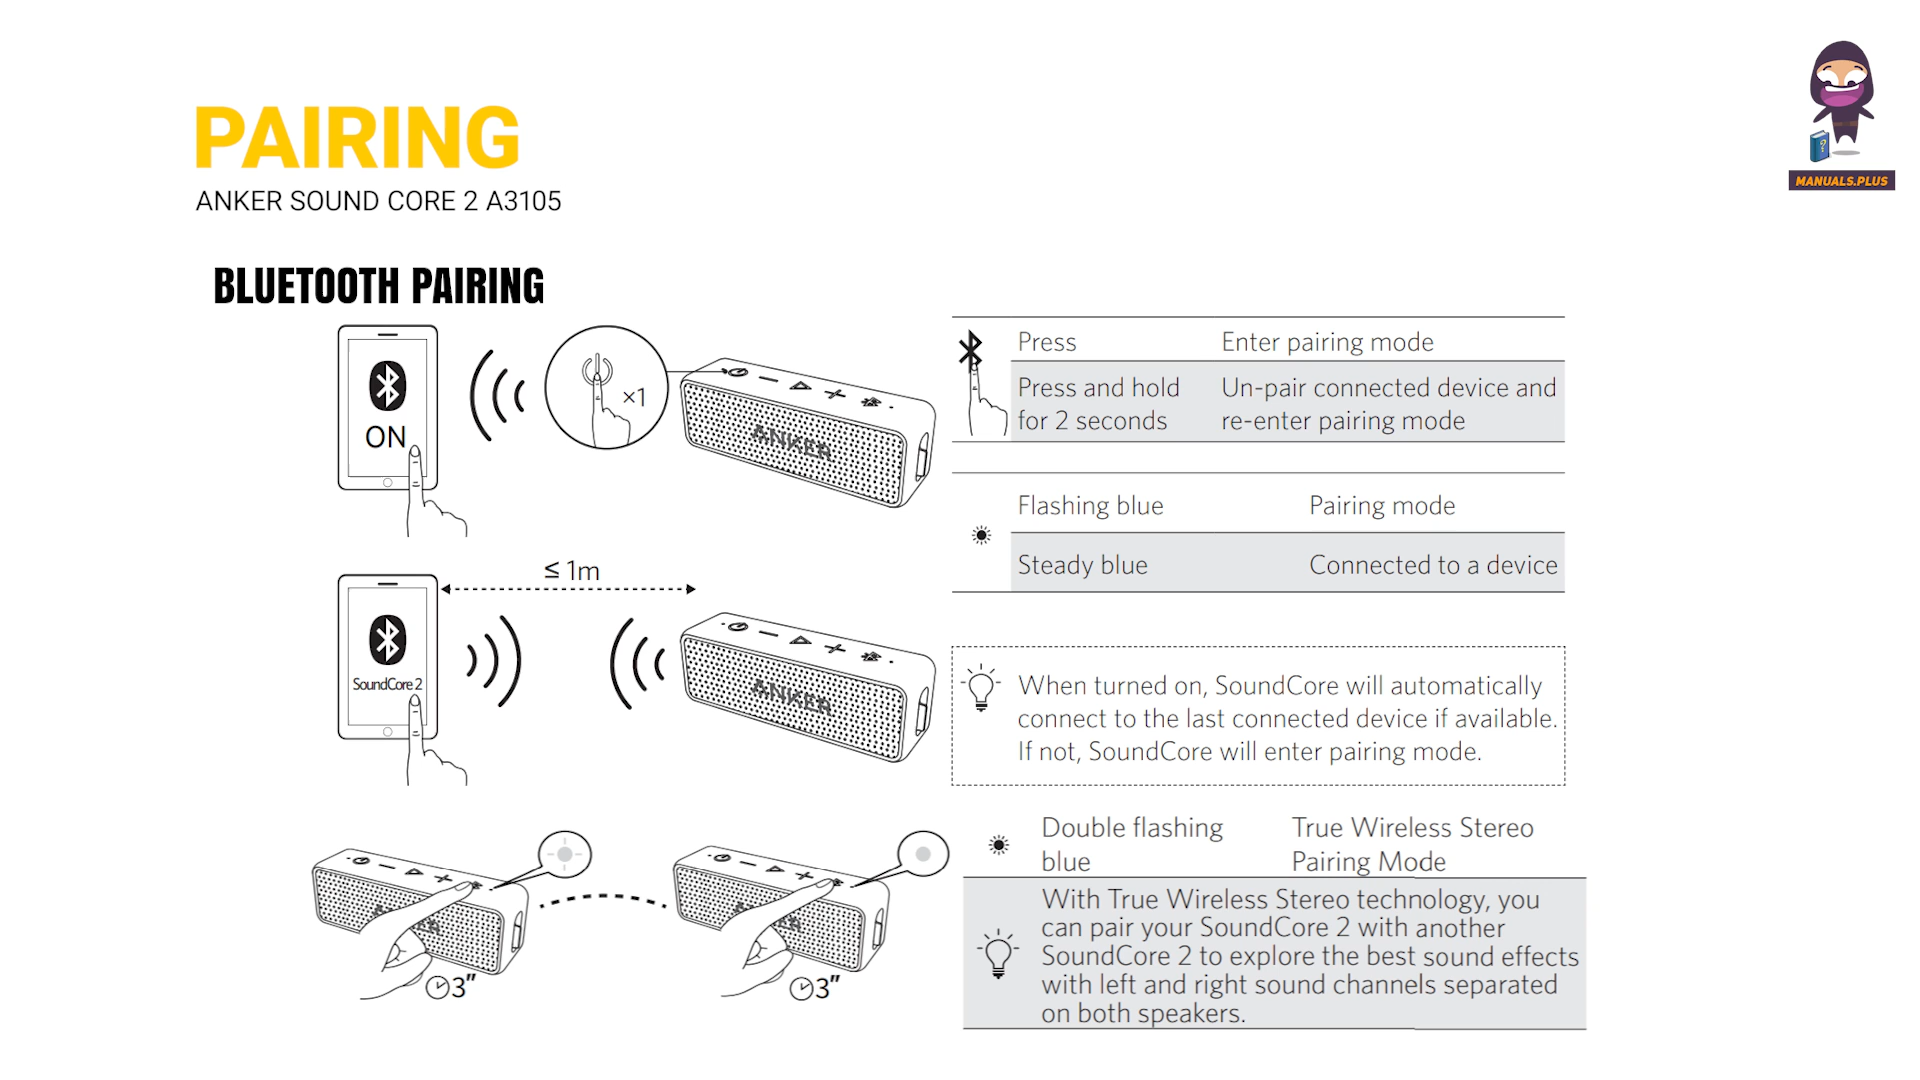 PAIRING
ANKER SOUND CORE 2 A3105
MANUALS.PLUS
BLUETOOTH PAIRING
ON
×1
ANKER
Press Enter pairing mode
Press and hold Un-pair connected device and
for 2 seconds re-enter pairing mode
Flashing blue Pairing mode
Steady blue Connected to a device
≤ 1m
SoundCore 2
ANKER
When turned on, SoundCore will automatically
connect to the last connected device if available.
If not, SoundCore will enter pairing mode.
3"
3"
Double flashing True Wireless Stereo
blue Pairing Mode
With True Wireless Stereo technology, you
can pair your SoundCore 2 with another
SoundCore 2 to explore the best sound effects
with left and right sound channels separated
on both speakers.